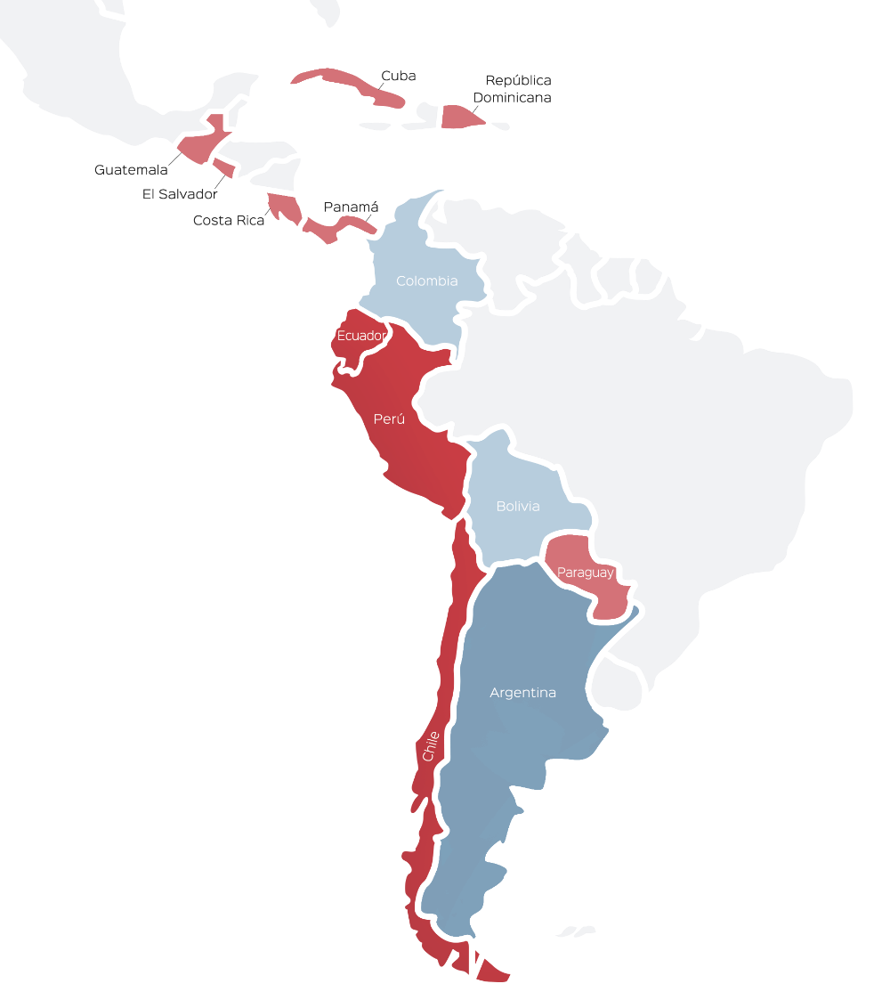 Cuba
República
Dominicana
Guatemala
El Salvador
Costa Rica
Panamá
Colombia
Ecuador
Perú
Bolivia
Paraguay
Argentina
Chile